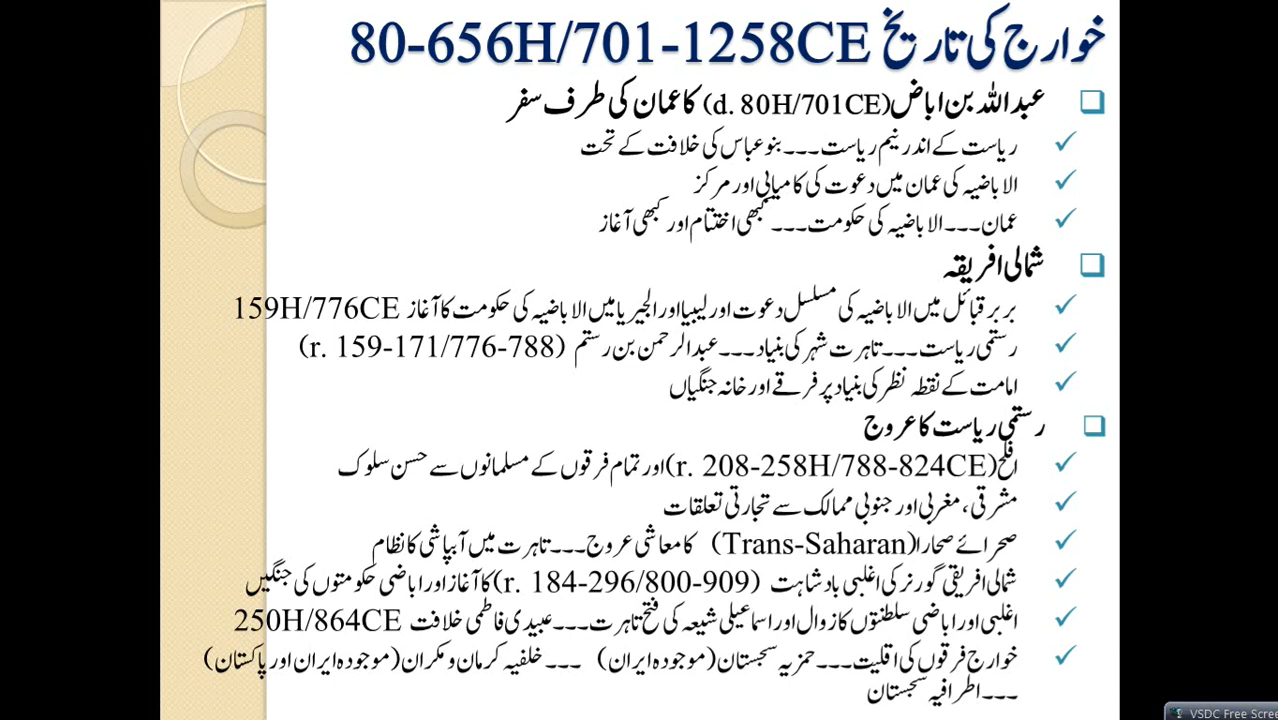 خوارج کی تاریخ 80-656H/701-1258CE
عبداللہ بن اباض(d. 80H/701CE) کا عمان کی طرف سفر
ریاست کے اندر نیم ریاست۔۔۔ بنو عباس کی خلافت کے تحت
الاباضیہ کی عمان میں دعوت کی کامیابی اور مرکز
عمان۔۔۔ الاباضیہ کی حکومت۔۔۔ کبھی اختتام اور کبھی آغاز
شمالی افریقہ
بربر قبائل میں الاباضیہ کی مسلسل دعوت اور لیبیا اور الجیریا میں الاباضیہ کی حکومت کا آغاز 159H/776CE
رستمی ریاست۔۔۔ تاہرت شہر کی بنیاد۔۔۔ عبدالرحمن بن رستم (r. 159-171/776-788)
امامت کے نقطہ نظر کی بنیاد پر فرقے اور خانہ جنگیاں
رستمی ریاست کا عروج
افلح(r. 208-258H/788-824CE)اور تمام فرقوں کے مسلمانوں سے حسن سلوک
مشرقی، مغربی اور جنوبی ممالک سے تجارتی تعلقات
صحرائے صحارا(Trans-Saharan) کا معاشی عروج۔۔۔ تاہرت میں آبپاشی کا نظام
شمالی افریقی گورنر کی اغلبی بادشاہت (r. 184-296/800-909)کا آغاز اور اباضی حکومتوں کی جنگیں
اغلبی اور اباضی سلطنتوں کا زوال اور اسماعیلی شیعہ کی فتح تاہرت۔۔۔ عبیدی فاطمی خلافت 250H/864CE
خوارج فرقوں کی اقلیت۔۔۔ حمزیہ سجستان (موجودہ ایران) ۔۔۔ خلفیہ کرمان و مکران (موجودہ ایران اور پاکستان)
۔۔۔ اطرافیہ سجستان
VSDC Free Scree